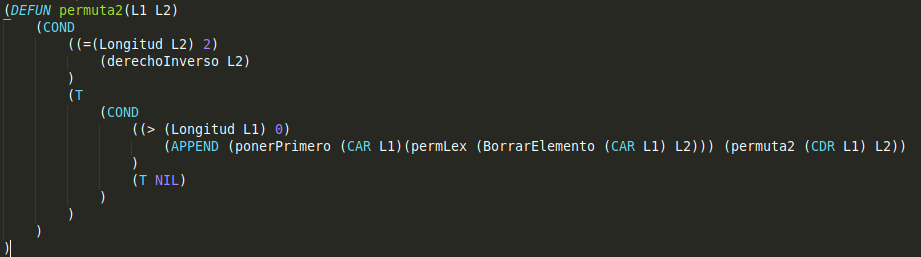 (DEFUN permuta2(L1 L2)
(COND
((=(Longitud L2) 2)
(derechoInverso L2)
)
(T
(COND
((> (Longitud L1) 0)
(APPEND (ponerPrimero (CAR L1)(permLex (BorrarElemento (CAR L1) L2))) (permuta2 (CDR L1) L2))
)
(T NIL)
)
)
)
)